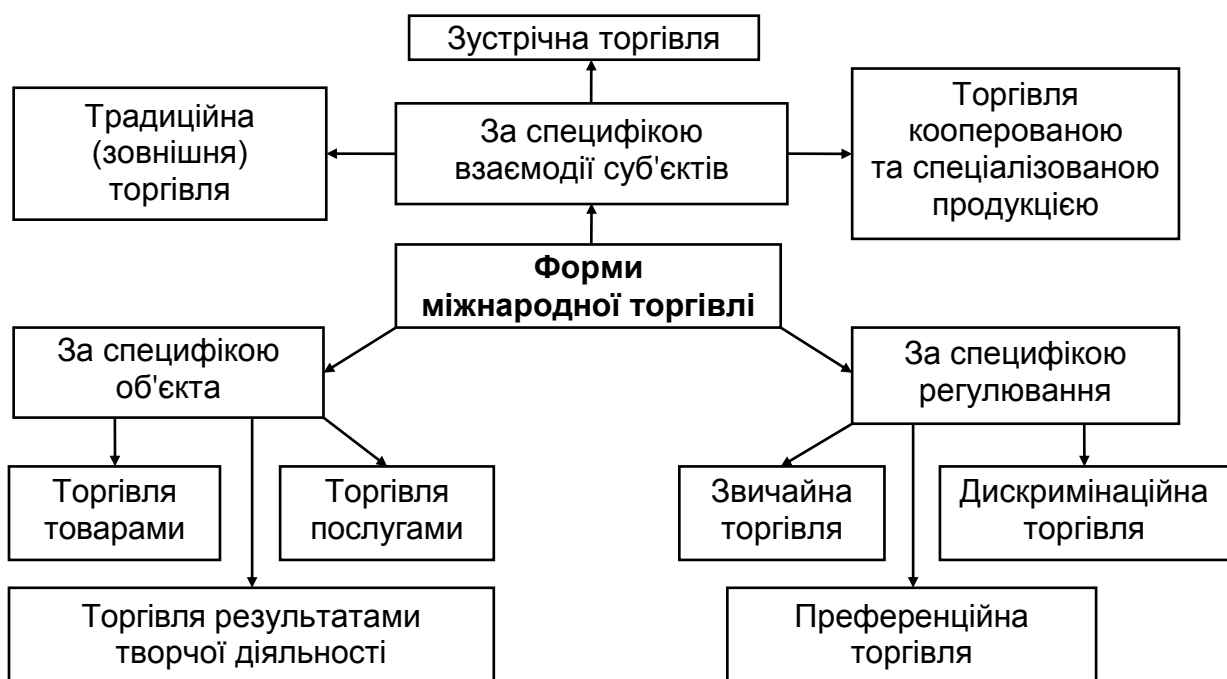 Зустрічна торгівля
Традиційна
(зовнішня)
торгівля
За специфікою
взаємодії суб'єктів
Торгівля
кооперованою
та спеціалізованою
продукцією
Форми
міжнародної торгівлі
За специфікою
об'єкта
За специфікою
регулювання
Торгівля
товарами
Торгівля
послугами
Звичайна
торгівля
Дискримінаційна
торгівля
Торгівля результатами
творчої діяльності
Преференційна
торгівля